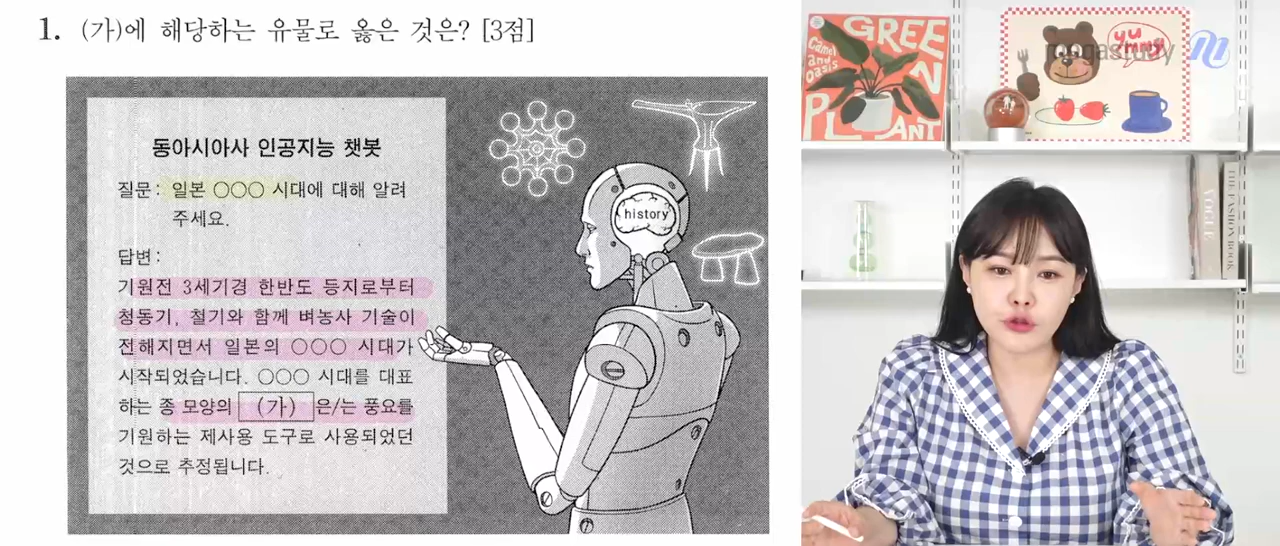 1. (가)에 해당하는 유물로 옳은 것은? [3점]
동아시아사 인공지능 챗봇
질문: 일본 ○○○ 시대에 대해 알려
주세요.
답변:
기원전 3세기경 한반도 등지로부터
청동기, 철기와 함께 벼농사 기술이
전해지면서 일본의 ○○○ 시대가
시작되었습니다. ○○○ 시대를 대표
하는 종 모양의 (가) 은/는 풍요를
기원하는 제사용 도구로 사용되었던
것으로 추정됩니다.
history
GREEN
PLANT
Camel
and
Oasis
yu
mmy
megastudy
VOGUE
THE FASHION BOOK